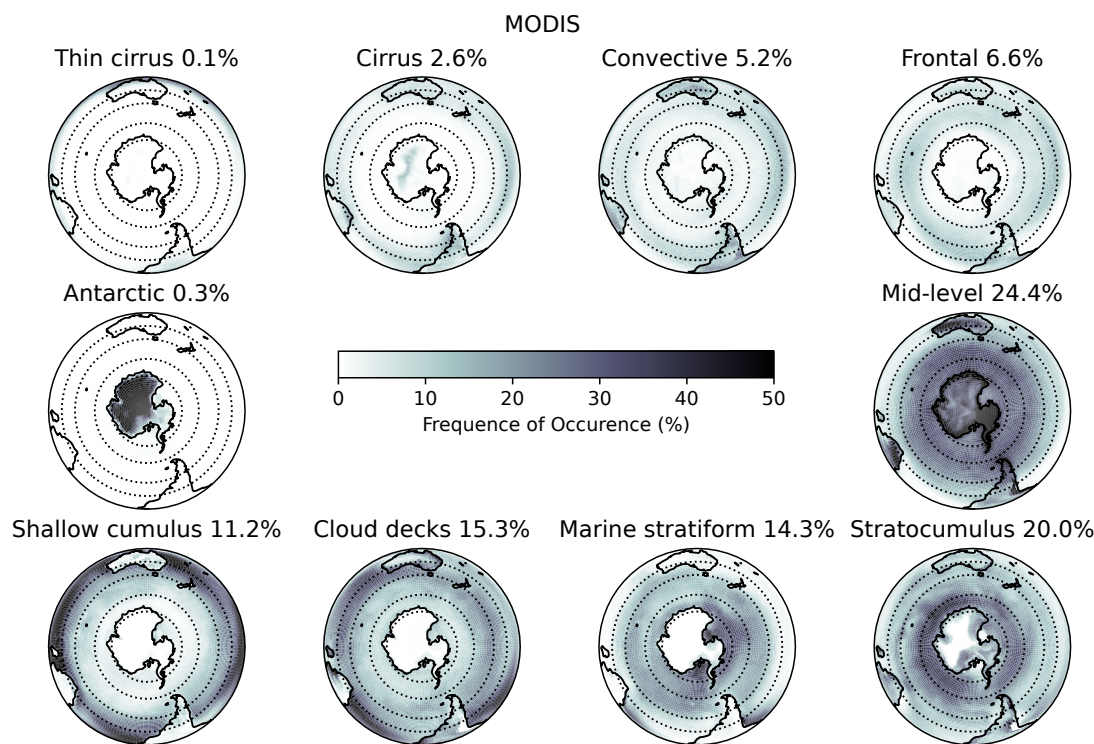 MODIS
Thin cirrus 0.1%
Cirrus 2.6%
Convective 5.2%
Frontal 6.6%
Antarctic 0.3%
Mid-level 24.4%
0 10 20 30 40 50
Frequence of Occurence (%)
Shallow cumulus 11.2%
Cloud decks 15.3%
Marine stratiform 14.3%
Stratocumulus 20.0%